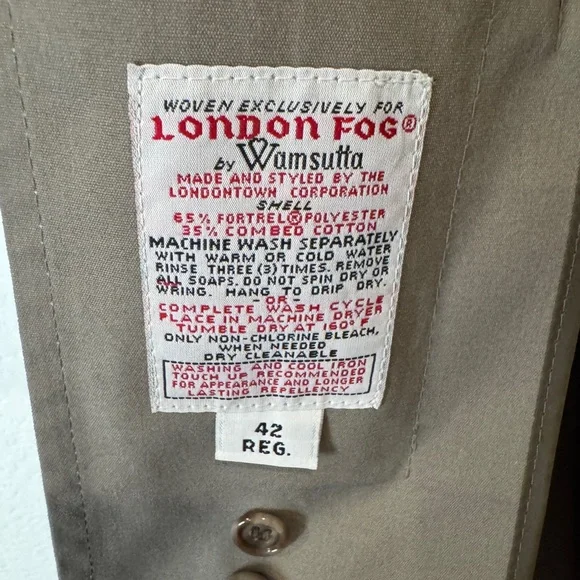 WOVEN EXCLUSIVELY FOR
LONDON FOG®
by Wamsutta
MADE AND STYLED BY THE
LONDONTOWN CORPORATION
SHELL
65% FORTREL® POLYESTER
35% COMBED COTTON
MACHINE WASH SEPARATELY
WITH WARM OR COLD WATER
RINSE THREE (3) TIMES. REMOVE
ALL SOAPS. DO NOT SPIN DRY OR
WRING. HANG TO DRIP DRY.
-OR-
COMPLETE WASH CYCLE
PLACE IN MACHINE DRYER
TUMBLE DRY AT 160° F
ONLY NON-CHLORINE BLEACH,
WHEN NEEDED
DRY CLEANABLE
WASHING AND COOL IRON
TOUCH UP RECOMMENDED
FOR APPEARANCE AND LONGER
LASTING REPELLENCY
42
REG.